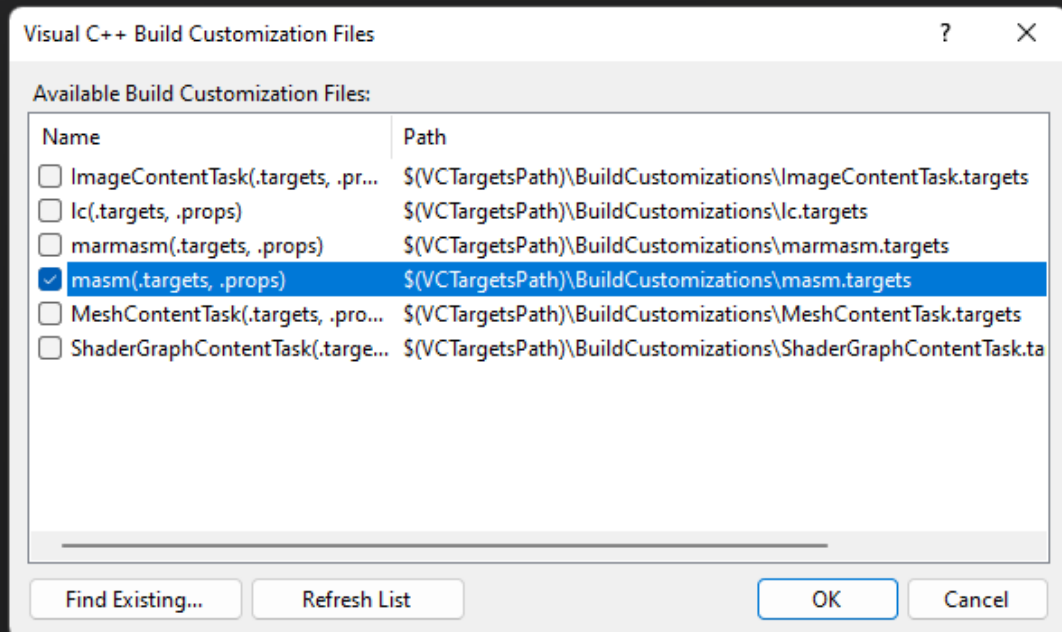 Visual C++ Build Customization Files ?
Available Build Customization Files:
Name Path
ImageContentTask(.targets, .pr... $(VCTargetsPath)\BuildCustomizations\ImageContentTask.targets
lc(.targets, .props) $(VCTargetsPath)\BuildCustomizations\lc.targets
marmasm(.targets, .props) $(VCTargetsPath)\BuildCustomizations\marmasm.targets
masm(.targets, .props) $(VCTargetsPath)\BuildCustomizations\masm.targets
MeshContentTask(.targets, .pro... $(VCTargetsPath)\BuildCustomizations\MeshContentTask.targets
ShaderGraphContentTask(.targe... $(VCTargetsPath)\BuildCustomizations\ShaderGraphContentTask.ta
Find Existing... Refresh List OK Cancel